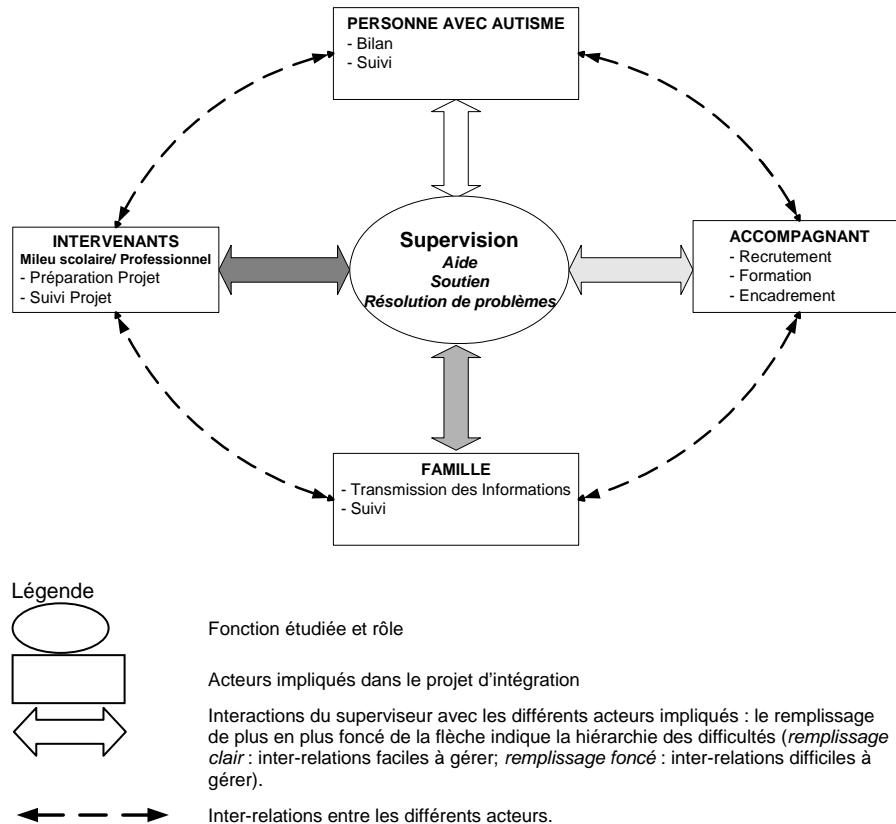 PERSONNE AVEC AUTISME
- Bilan
- Suivi
INTERVENANTS
Mileu scolaire/ Professionnel
- Préparation Projet
- Suivi Projet
Supervision
Aide
Soutien
Résolution de problèmes
ACCOMPAGNANT
- Recrutement
- Formation
- Encadrement
FAMILLE
- Transmission des Informations
- Suivi
Légende
Fonction étudiée et rôle
Acteurs impliqués dans le projet d'intégration
Interactions du superviseur avec les différents acteurs impliqués : le remplissage
de plus en plus foncé de la flèche indique la hiérarchie des difficultés (remplissage
clair : inter-relations faciles à gérer; remplissage foncé : inter-relations difficiles à
gérer).
Inter-relations entre les différents acteurs.